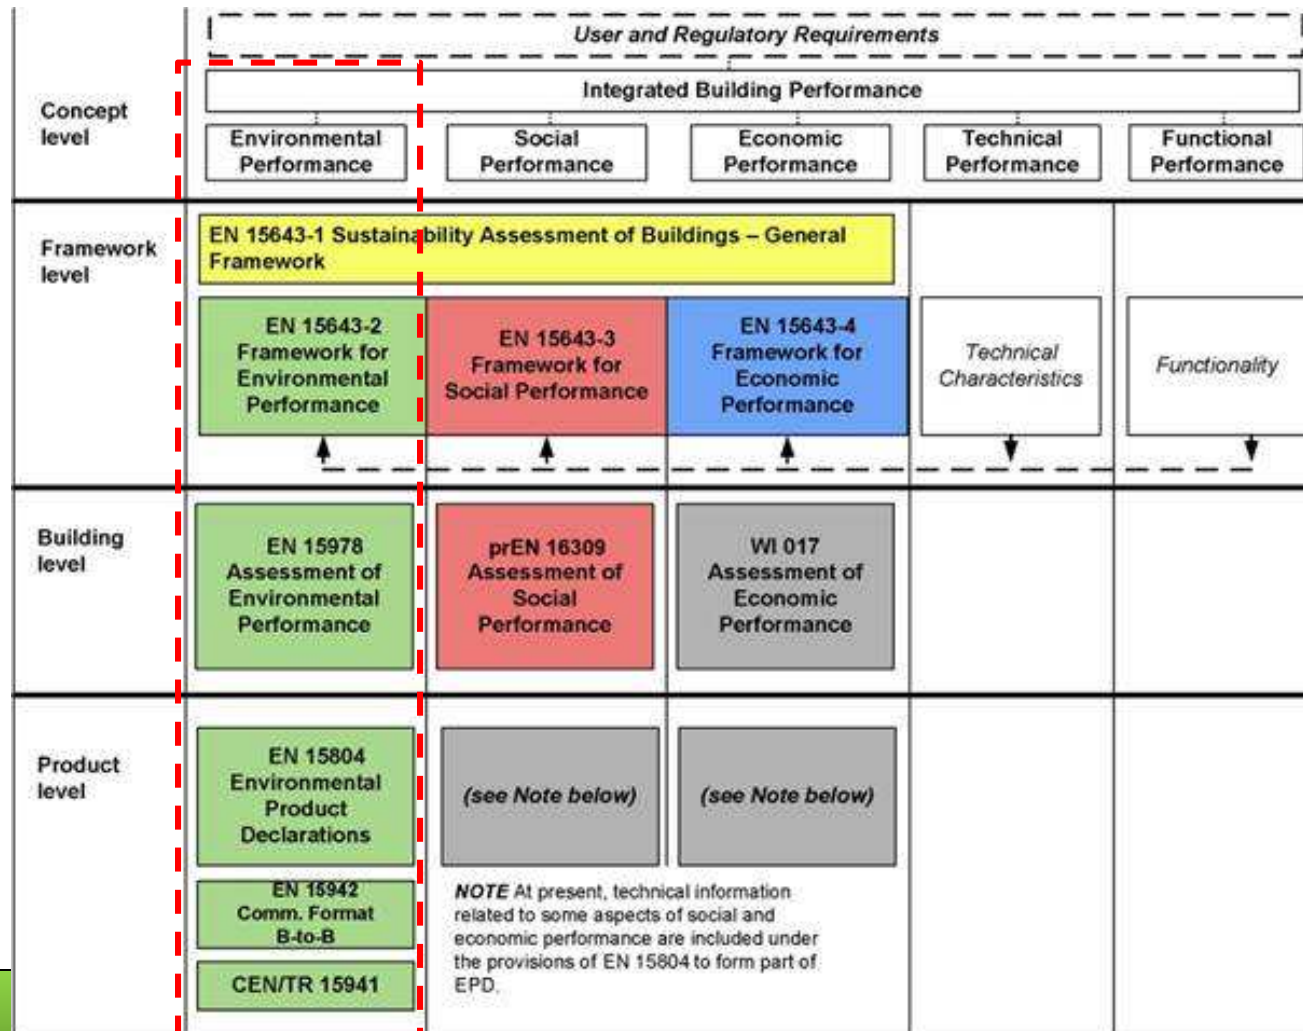 User and Regulatory Requirements
Integrated Building Performance
Concept
level
Environmental
Performance
Social
Performance
Economic
Performance
Technical
Performance
Functional
Performance
Framework
level
EN 15643-1 Sustainability Assessment of Buildings – General
Framework
EN 15643-2
Framework for
Environmental
Performance
EN 15643-3
Framework for
Social Performance
EN 15643-4
Framework for
Economic
Performance
Technical
Characteristics
Functionality
Building
level
EN 15978
Assessment of
Environmental
Performance
prEN 16309
Assessment of
Social
Performance
WI 017
Assessment of
Economic
Performance
Product
level
EN 15804
Environmental
Product
Declarations
(see Note below)
(see Note below)
EN 15942
Comm. Format
B-to-B
CEN/TR 15941
NOTE At present, technical information
related to some aspects of social and
economic performance are included under
the provisions of EN 15804 to form part of
EPD.